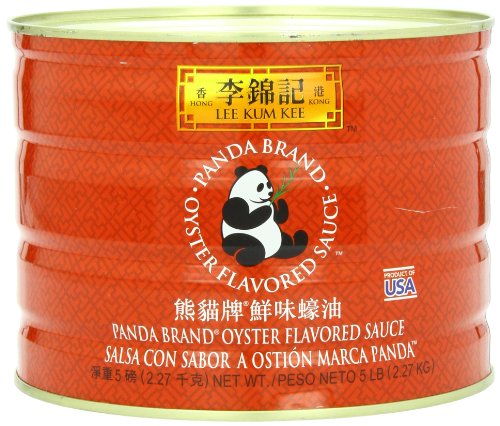 香 李錦記 港
HONG KONG
LEE KUM KEE
TM
·PANDA BRAND·
OYSTER FLAVORED SAUCE
TM
PRODUCT OF
USA
熊貓牌®鮮味蠔油
PANDA BRAND® OYSTER FLAVORED SAUCE
SALSA CON SABOR A OSTIÓN MARCA PANDA™
淨重5磅 (2.27 千克) NET WT./PESO NETO 5 LB (2.27 KG)